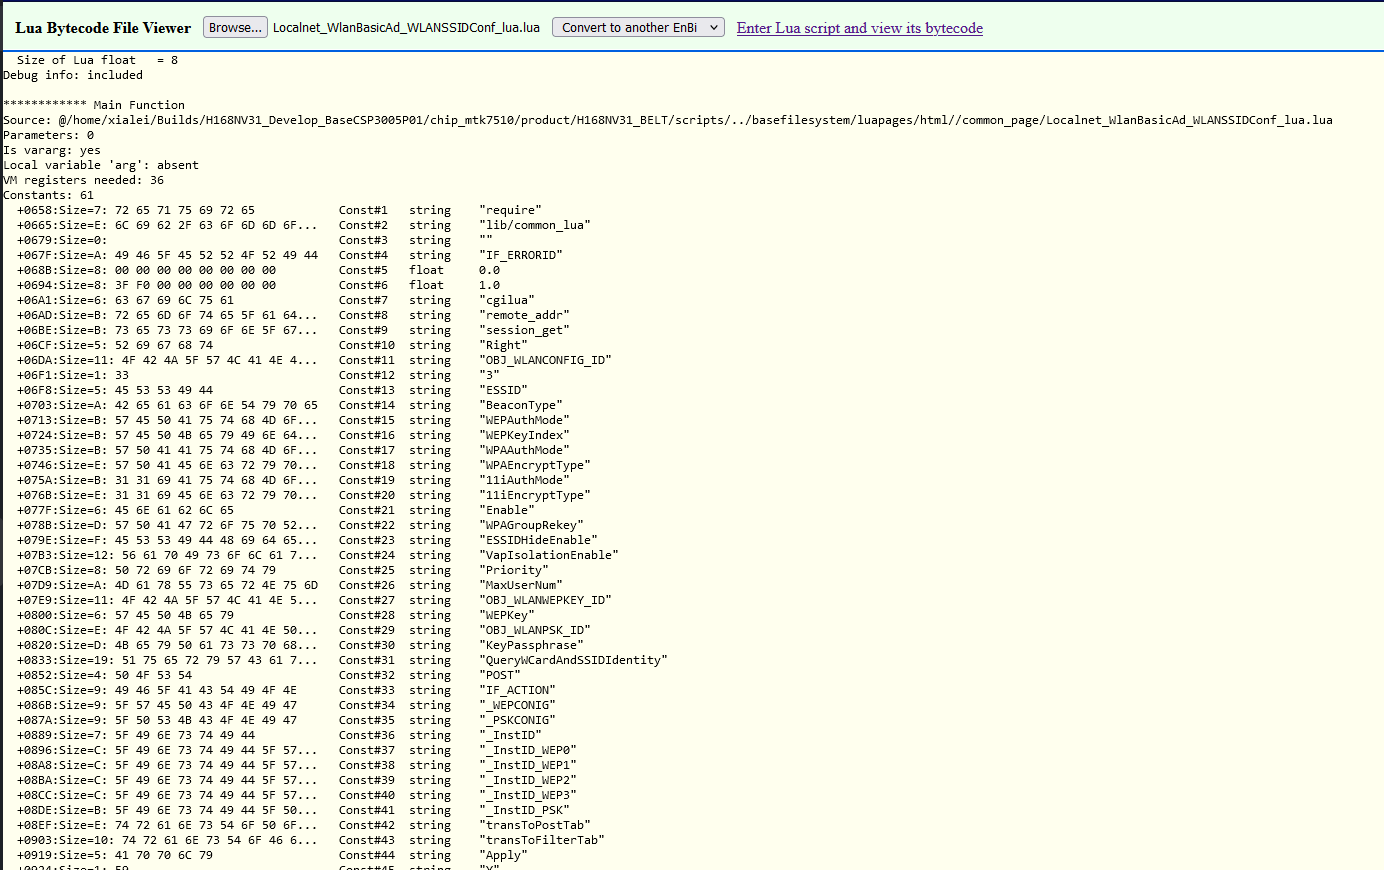 Lua Bytecode File Viewer Browse... Localnet_WlanBasicAd_WLANSSIDConf_lua.lua Convert to another EnBi Enter Lua script and view its bytecode
Size of Lua float = 8
Debug info: included
************ Main Function
Source: @/home/xialei/Builds/H168NV31_Develop_BaseCSP3005P01/chip_mtk7510/product/H168NV31_BELT/scripts/../basefilesystem/luapages/html//common_page/Localnet_WlanBasicAd_WLANSSIDConf_lua.lua
Parameters: 0
Is vararg: yes
Local variable 'arg': absent
VM registers needed: 36
Constants: 61
+0658:Size=7: 72 65 71 75 69 72 65 Const#1 string "require"
+0665:Size=E: 6C 69 62 2F 63 6F 6D 6D 6F... Const#2 string "lib/common_lua"
+0679:Size=0: Const#3 string ""
+067F:Size=A: 49 46 5F 45 52 52 4F 52 49 44 Const#4 string "IF_ERRORID"
+068B:Size=8: 00 00 00 00 00 00 00 00 Const#5 float 0.0
+0694:Size=8: 3F F0 00 00 00 00 00 00 Const#6 float 1.0
+06A1:Size=6: 63 67 69 6C 75 61 Const#7 string "cgilua"
+06AD:Size=B: 72 65 6D 6F 74 65 5F 61 64... Const#8 string "remote_addr"
+06BE:Size=B: 73 65 73 73 69 6F 6E 5F 67... Const#9 string "session_get"
+06CF:Size=5: 52 69 67 68 74 Const#10 string "Right"
+06DA:Size=11: 4F 42 4A 5F 57 4C 41 4E 4... Const#11 string "OBJ_WLANCONFIG_ID"
+06F1:Size=1: 33 Const#12 string "3"
+06F8:Size=5: 45 53 53 49 44 Const#13 string "ESSID"
+0703:Size=A: 42 65 61 63 6F 6E 54 79 70 65 Const#14 string "BeaconType"
+0713:Size=B: 57 45 50 41 75 74 68 4D 6F... Const#15 string "WEPAuthMode"
+0724:Size=B: 57 45 50 4B 65 79 49 6E 64... Const#16 string "WEPKeyIndex"
+0735:Size=B: 57 50 41 41 75 74 68 4D 6F... Const#17 string "WPAAuthMode"
+0746:Size=E: 57 50 41 45 6E 63 72 79 70... Const#18 string "WPAEncryptType"
+075A:Size=B: 31 31 69 41 75 74 68 4D 6F... Const#19 string "11iAuthMode"
+076B:Size=E: 31 31 69 45 6E 63 72 79 70... Const#20 string "11iEncryptType"
+077F:Size=6: 45 6E 61 62 6C 65 Const#21 string "Enable"
+078B:Size=D: 57 50 41 47 72 6F 75 70 52... Const#22 string "WPAGroupRekey"
+079E:Size=F: 45 53 53 49 44 48 69 64 65... Const#23 string "ESSIDHideEnable"
+07B3:Size=12: 56 61 70 49 73 6F 6C 61 7... Const#24 string "VapIsolationEnable"
+07CB:Size=8: 50 72 69 6F 72 69 74 79 Const#25 string "Priority"
+07D9:Size=A: 4D 61 78 55 73 65 72 4E 75 6D Const#26 string "MaxUserNum"
+07E9:Size=11: 4F 42 4A 5F 57 4C 41 4E 5... Const#27 string "OBJ_WLANWEPKEY_ID"
+0800:Size=6: 57 45 50 4B 65 79 Const#28 string "WEPKey"
+080C:Size=E: 4F 42 4A 5F 57 4C 41 4E 50... Const#29 string "OBJ_WLANPSK_ID"
+0820:Size=D: 4B 65 79 50 61 73 73 70 68... Const#30 string "KeyPassphrase"
+0833:Size=19: 51 75 65 72 79 57 43 61 7... Const#31 string "QueryWCardAndSSIDIdentity"
+0852:Size=4: 50 4F 53 54 Const#32 string "POST"
+085C:Size=9: 49 46 5F 41 43 54 49 4F 4E Const#33 string "IF_ACTION"
+086B:Size=9: 5F 57 45 50 43 4F 4E 49 47 Const#34 string "_WEPCONIG"
+087A:Size=9: 5F 50 53 4B 43 4F 4E 49 47 Const#35 string "_PSKCONIG"
+0889:Size=7: 5F 49 6E 73 74 49 44 Const#36 string "_InstID"
+0896:Size=C: 5F 49 6E 73 74 49 44 5F 57... Const#37 string "_InstID_WEP0"
+08A8:Size=C: 5F 49 6E 73 74 49 44 5F 57... Const#38 string "_InstID_WEP1"
+08BA:Size=C: 5F 49 6E 73 74 49 44 5F 57... Const#39 string "_InstID_WEP2"
+08CC:Size=C: 5F 49 6E 73 74 49 44 5F 57... Const#40 string "_InstID_WEP3"
+08DE:Size=B: 5F 49 6E 73 74 49 44 5F 50... Const#41 string "_InstID_PSK"
+08EF:Size=E: 74 72 61 6E 73 54 6F 50 6F... Const#42 string "transToPostTab"
+0903:Size=10: 74 72 61 6E 73 54 6F 46 6... Const#43 string "transToFilterTab"
+0919:Size=5: 41 70 70 6C 79 Const#44 string "Apply"